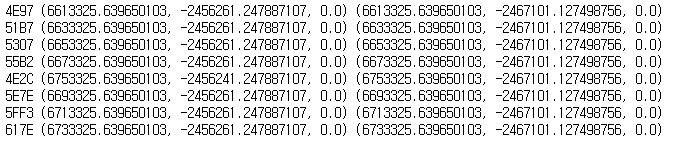 4E97 (6613325.639650103, -2456261.247887107, 0.0) (6613325.639650103, -2467101.127498756, 0.0)
51B7 (6633325.639650103, -2456261.247887107, 0.0) (6633325.639650103, -2467101.127498756, 0.0)
5307 (6653325.639650103, -2456261.247887107, 0.0) (6653325.639650103, -2467101.127498756, 0.0)
55B2 (6673325.639650103, -2456261.247887107, 0.0) (6673325.639650103, -2467101.127498756, 0.0)
4E2C (6753325.639650103, -2456241.247887107, 0.0) (6753325.639650103, -2467101.127498756, 0.0)
5E7E (6693325.639650103, -2456261.247887107, 0.0) (6693325.639650103, -2467101.127498756, 0.0)
5FF3 (6713325.639650103, -2456261.247887107, 0.0) (6713325.639650103, -2467101.127498756, 0.0)
617E (6733325.639650103, -2456261.247887107, 0.0) (6733325.639650103, -2467101.127498756, 0.0)